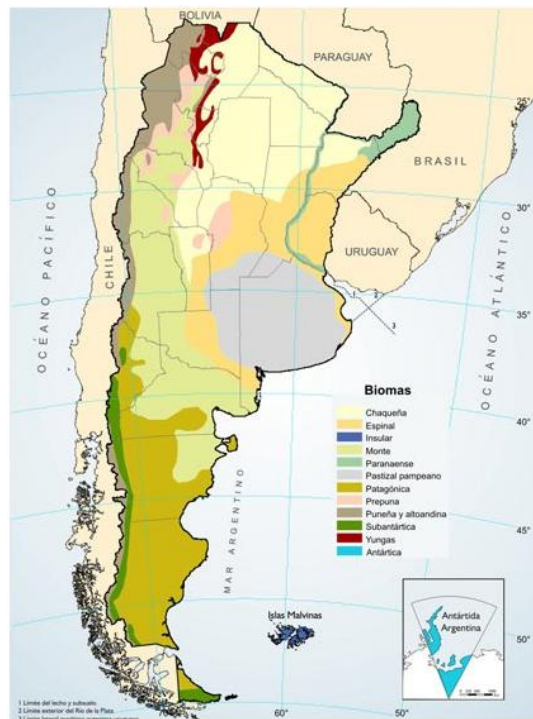 BOLIVIA
PARAGUAY
25°
BRASIL
OCÉANO PACÍFICO
30°
CHILE
URUGUAY
OCÉANO ATLÁNTICO
1
2
3
35°
Biomas
Chaqueña
Espinal
Insular
Monte
Paranaense
Pastizal pampeano
Patagónica
Prepuna
Puneña y altoandina
Subantártica
Yungas
Antártica
40°
MAR ARGENTINO
45°
Islas Malvinas
Antártida
Argentina
50°
70°
60°
1 Límite del lecho y subsuelo.
2 Límite exterior del Río de la Plata.